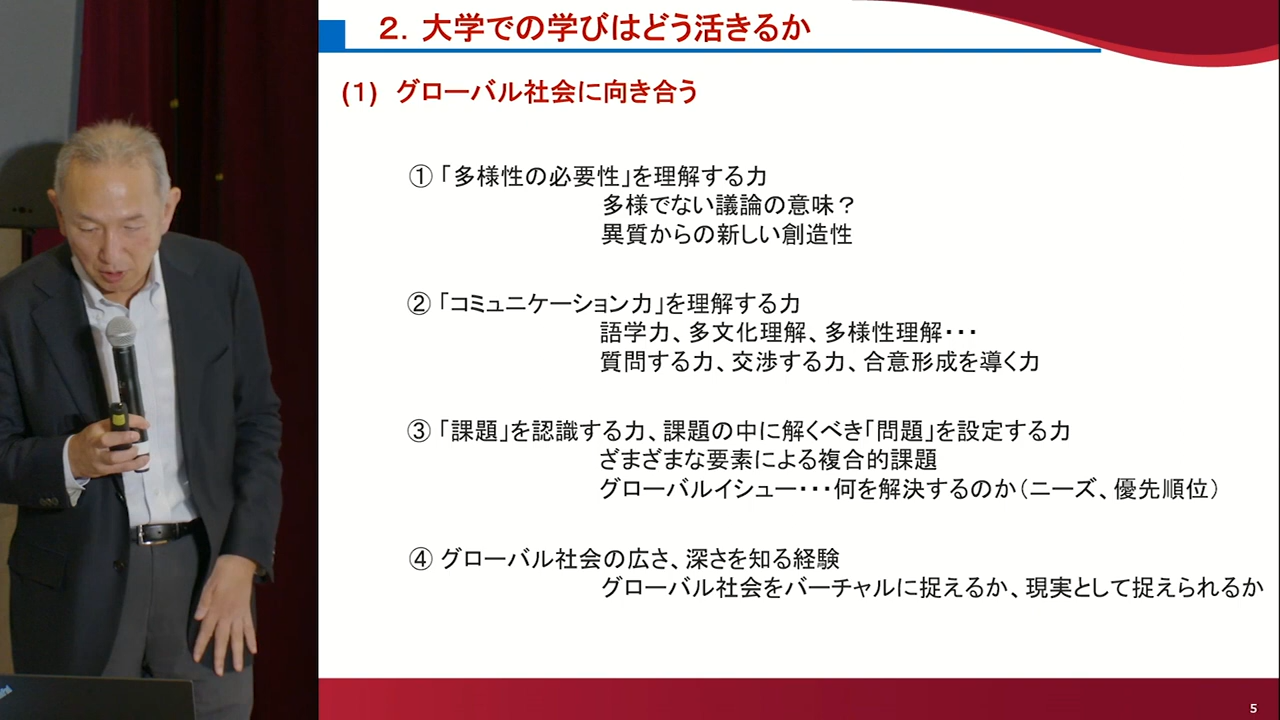 ２．大学での学びはどう活きるか
(１)　グローバル社会に向き合う
①「多様性の必要性」を理解する力
多様でない議論の意味？
異質からの新しい創造性
②「コミュニケーション力」を理解する力
語学力、多文化理解、多様性理解・・・
質問する力、交渉する力、合意形成を導く力
③「課題」を認識する力、課題の中に解くべき「問題」を設定する力
ざまざまな要素による複合的課題
グローバルイシュー・・・何を解決するのか（ニーズ、優先順位）
④ グローバル社会の広さ、深さを知る経験
グローバル社会をバーチャルに捉えるか、現実として捉えられるか
5